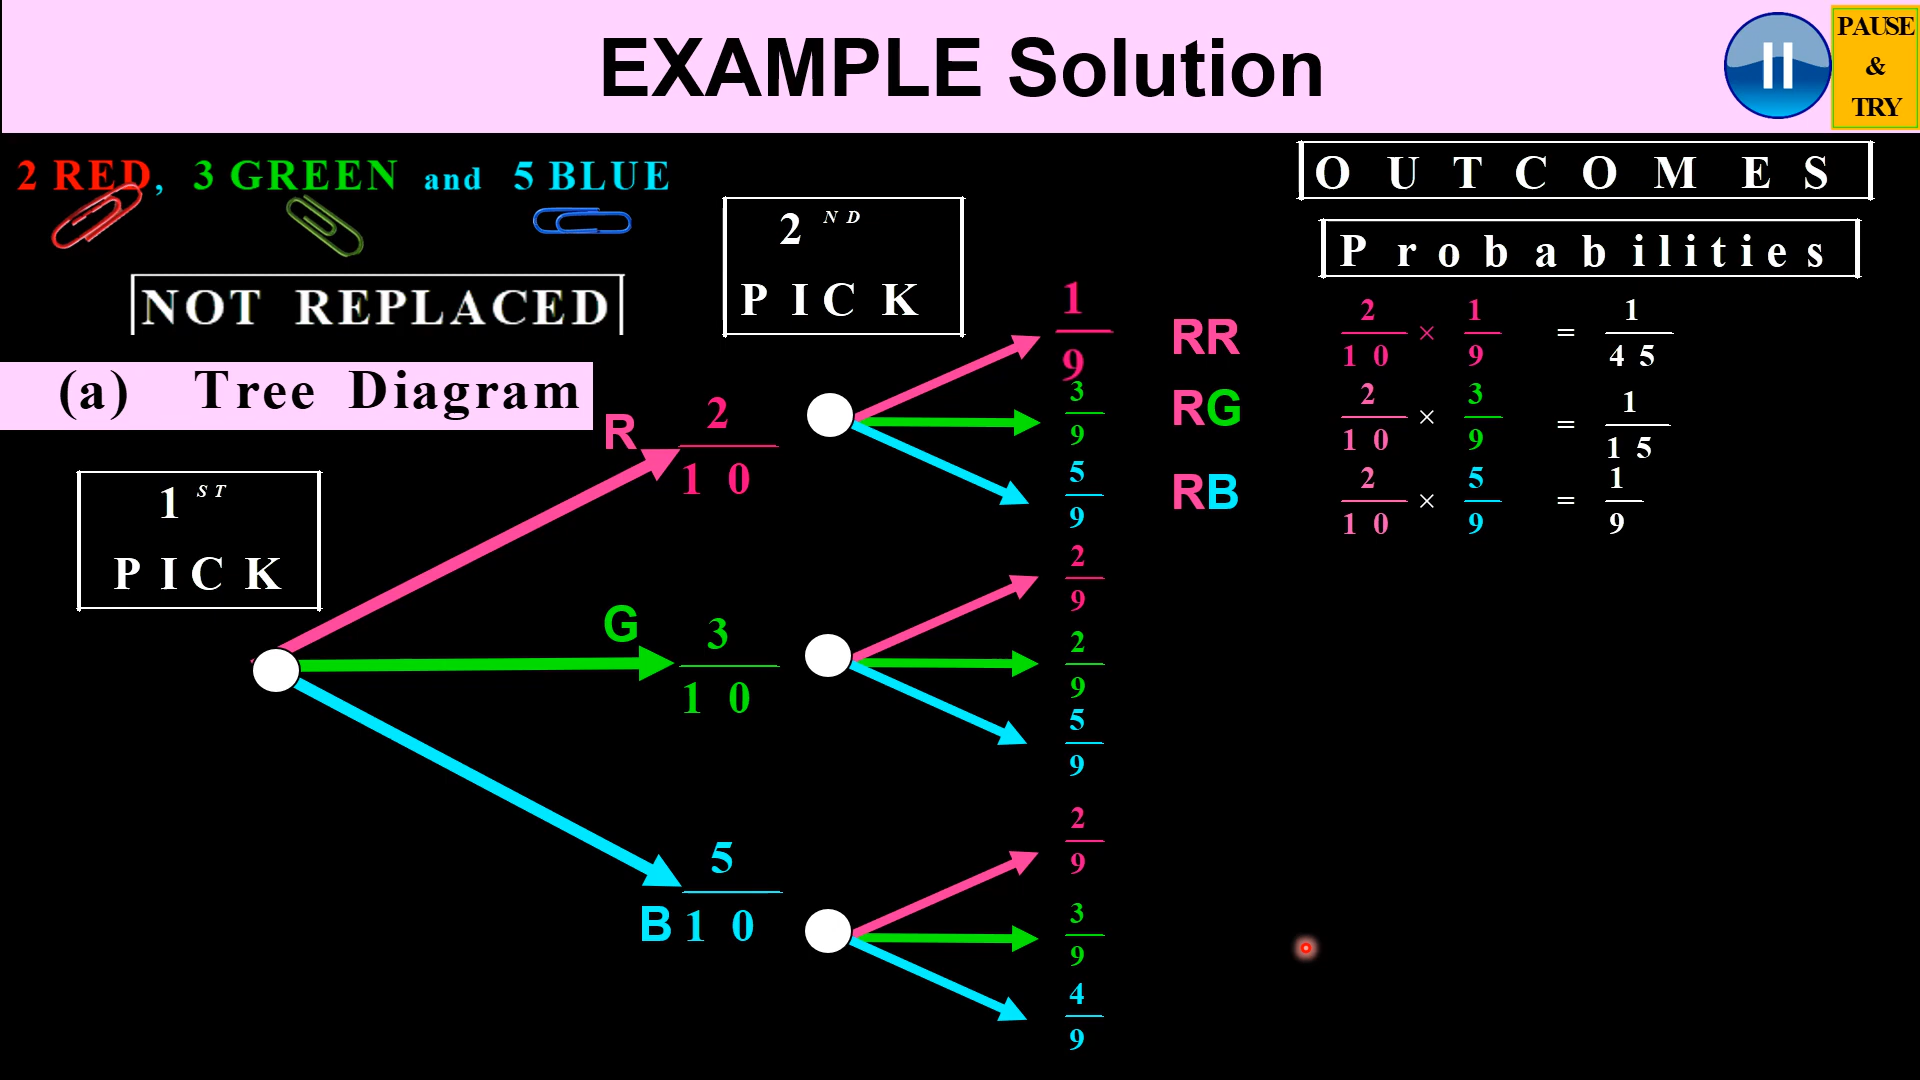 EXAMPLE Solution
PAUSE
&
TRY
2 RED, 3 GREEN and 5 BLUE
NOT REPLACED
(a) Tree Diagram
1ST
PICK
2ND
PICK
OUTCOMES
Probabilities
R 2/10
G 3/10
B 5/10
1/9
3/9
5/9
2/9
2/9
5/9
2/9
3/9
4/9
RR 2/10 × 1/9 = 1/45
RG 2/10 × 3/9 = 1/15
RB 2/10 × 5/9 = 1/9